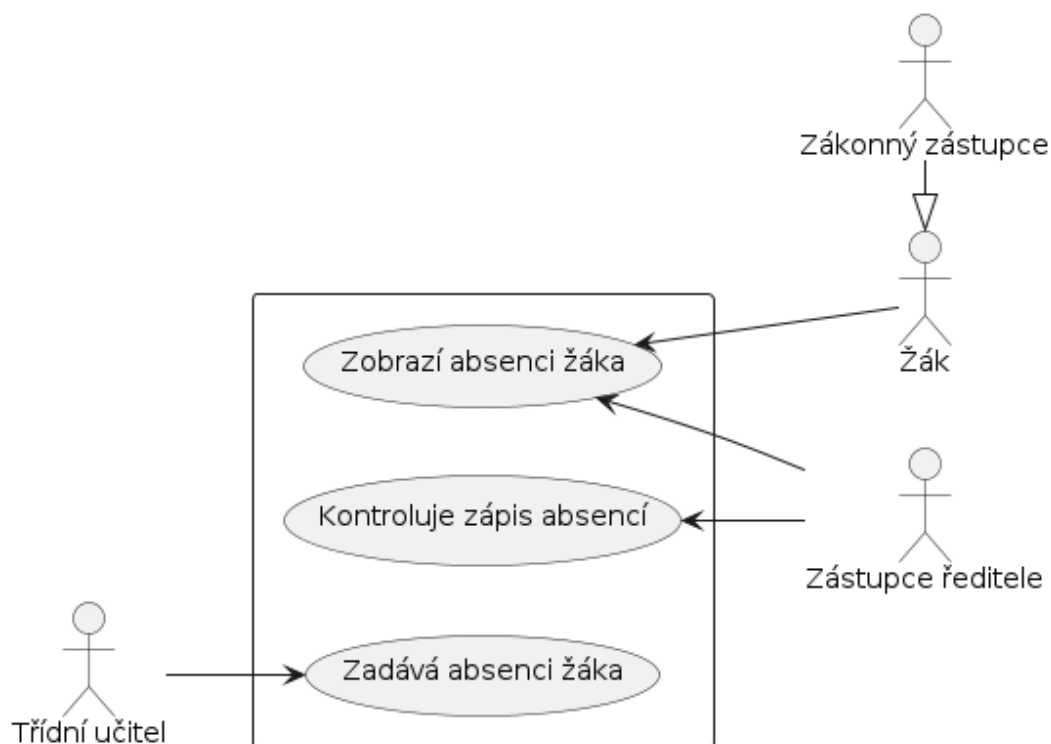 Zákonný zástupce
Žák
Zobrazí absenci žáka
Kontroluje zápis absencí
Zástupce ředitele
Zadává absenci žáka
Třídní učitel